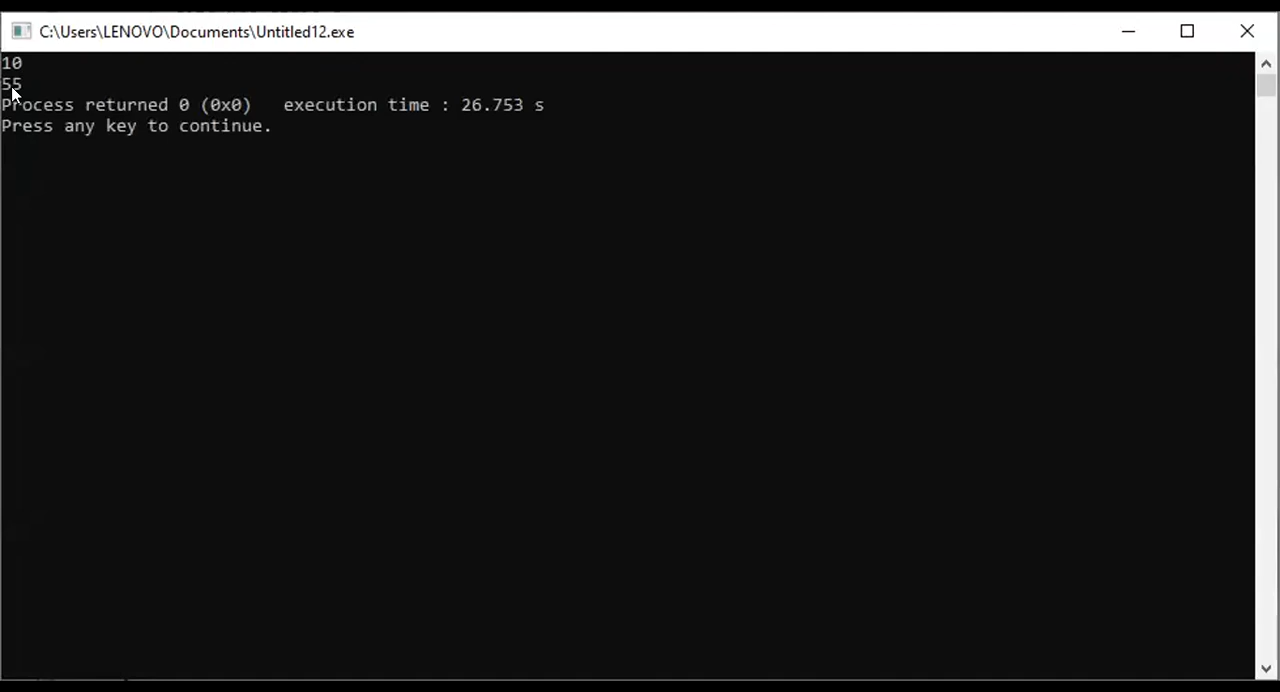 C:\Users\LENOVO\Documents\Untitled12.exe
10
55
Process returned 0 (0x0)   execution time : 26.753 s
Press any key to continue.